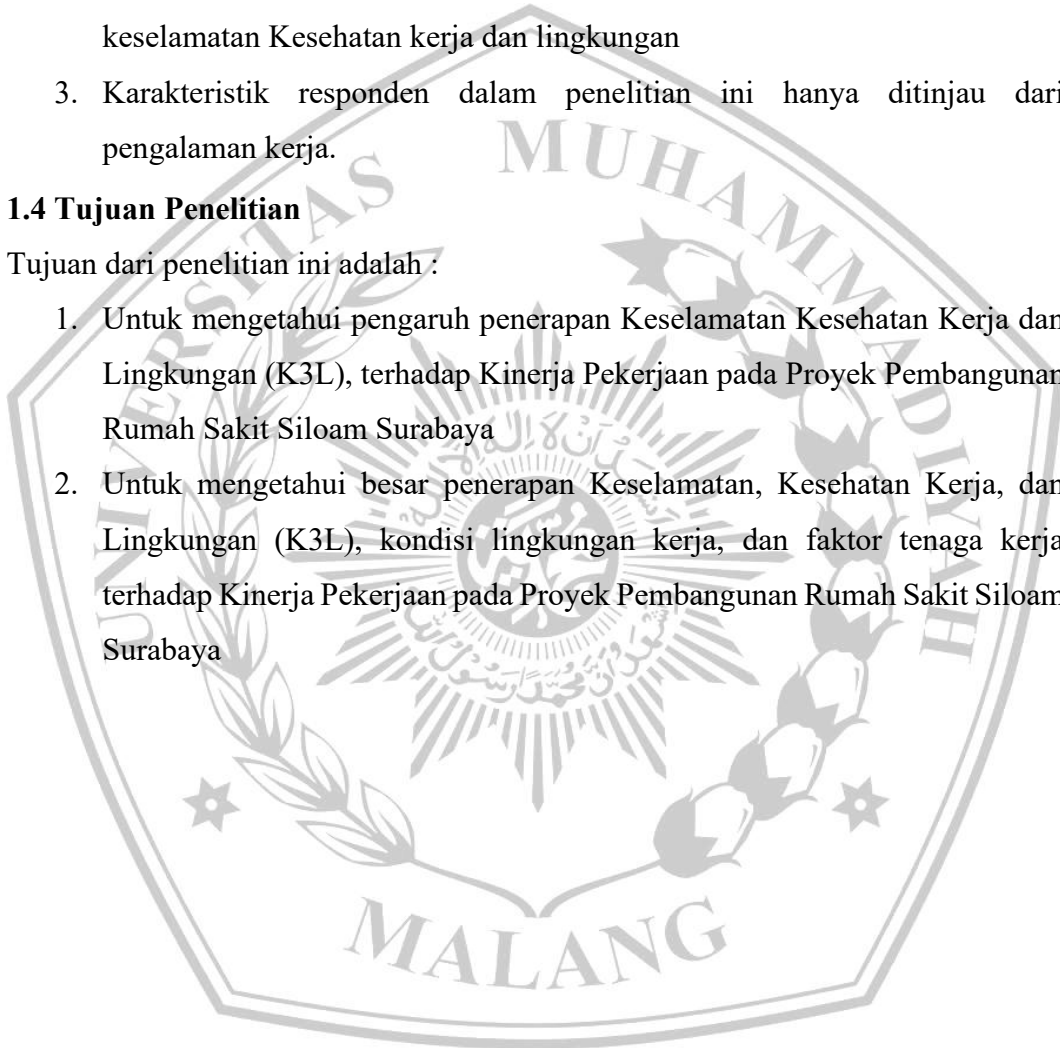 keselamatan Kesehatan kerja dan lingkungan
3. Karakteristik responden dalam penelitian ini hanya ditinjau dari
pengalaman kerja.
1.4 Tujuan Penelitian
Tujuan dari penelitian ini adalah :
1. Untuk mengetahui pengaruh penerapan Keselamatan Kesehatan Kerja dan
Lingkungan (K3L), terhadap Kinerja Pekerjaan pada Proyek Pembangunan
Rumah Sakit Siloam Surabaya
2. Untuk mengetahui besar penerapan Keselamatan, Kesehatan Kerja, dan
Lingkungan (K3L), kondisi lingkungan kerja, dan faktor tenaga kerja
terhadap Kinerja Pekerjaan pada Proyek Pembangunan Rumah Sakit Siloam
Surabaya
UNIVERSITAS MUHAMMADIYAH
MALANG